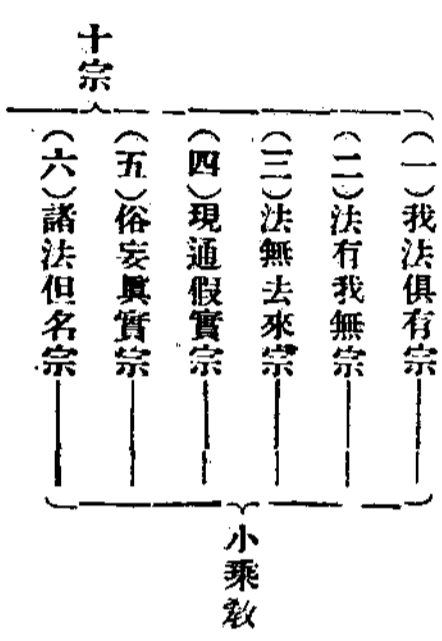 十宗
(一)我法俱有宗
(二)法有我無宗
(三)法無去來宗
(四)現通假實宗
(五)俗妄眞實宗
(六)諸法但名宗
小乘教